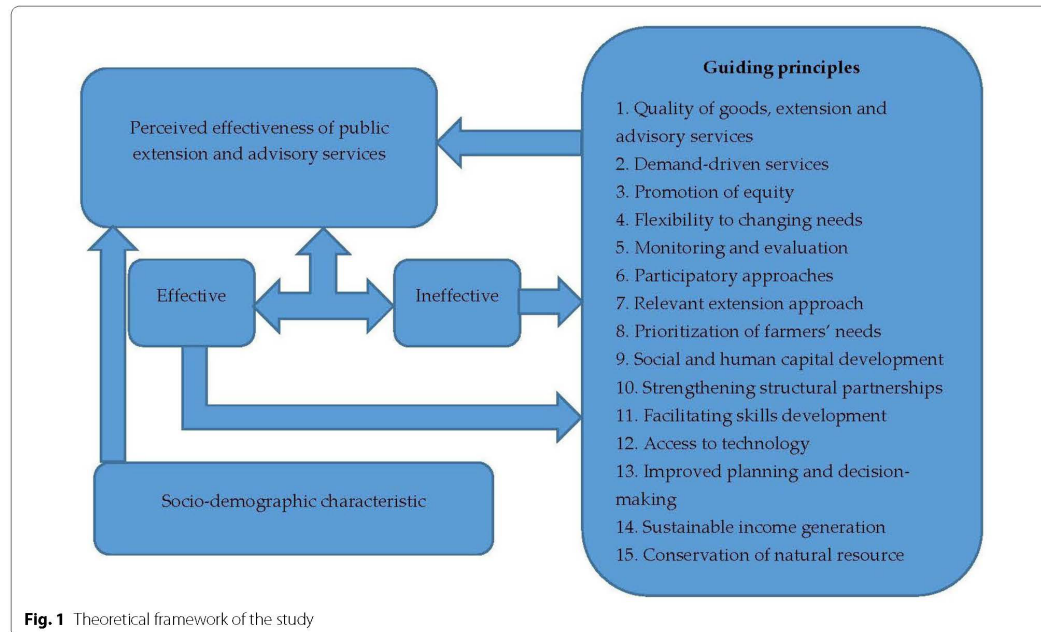 Perceived effectiveness of public
extension and advisory services
Effective
Ineffective
Socio-demographic characteristic
Guiding principles
1. Quality of goods, extension and
advisory services
2. Demand-driven services
3. Promotion of equity
4. Flexibility to changing needs
5. Monitoring and evaluation
6. Participatory approaches
7. Relevant extension approach
8. Prioritization of farmers’ needs
9. Social and human capital development
10. Strengthening structural partnerships
11. Facilitating skills development
12. Access to technology
13. Improved planning and decision-
making
14. Sustainable income generation
15. Conservation of natural resource
Fig. 1 Theoretical framework of the study